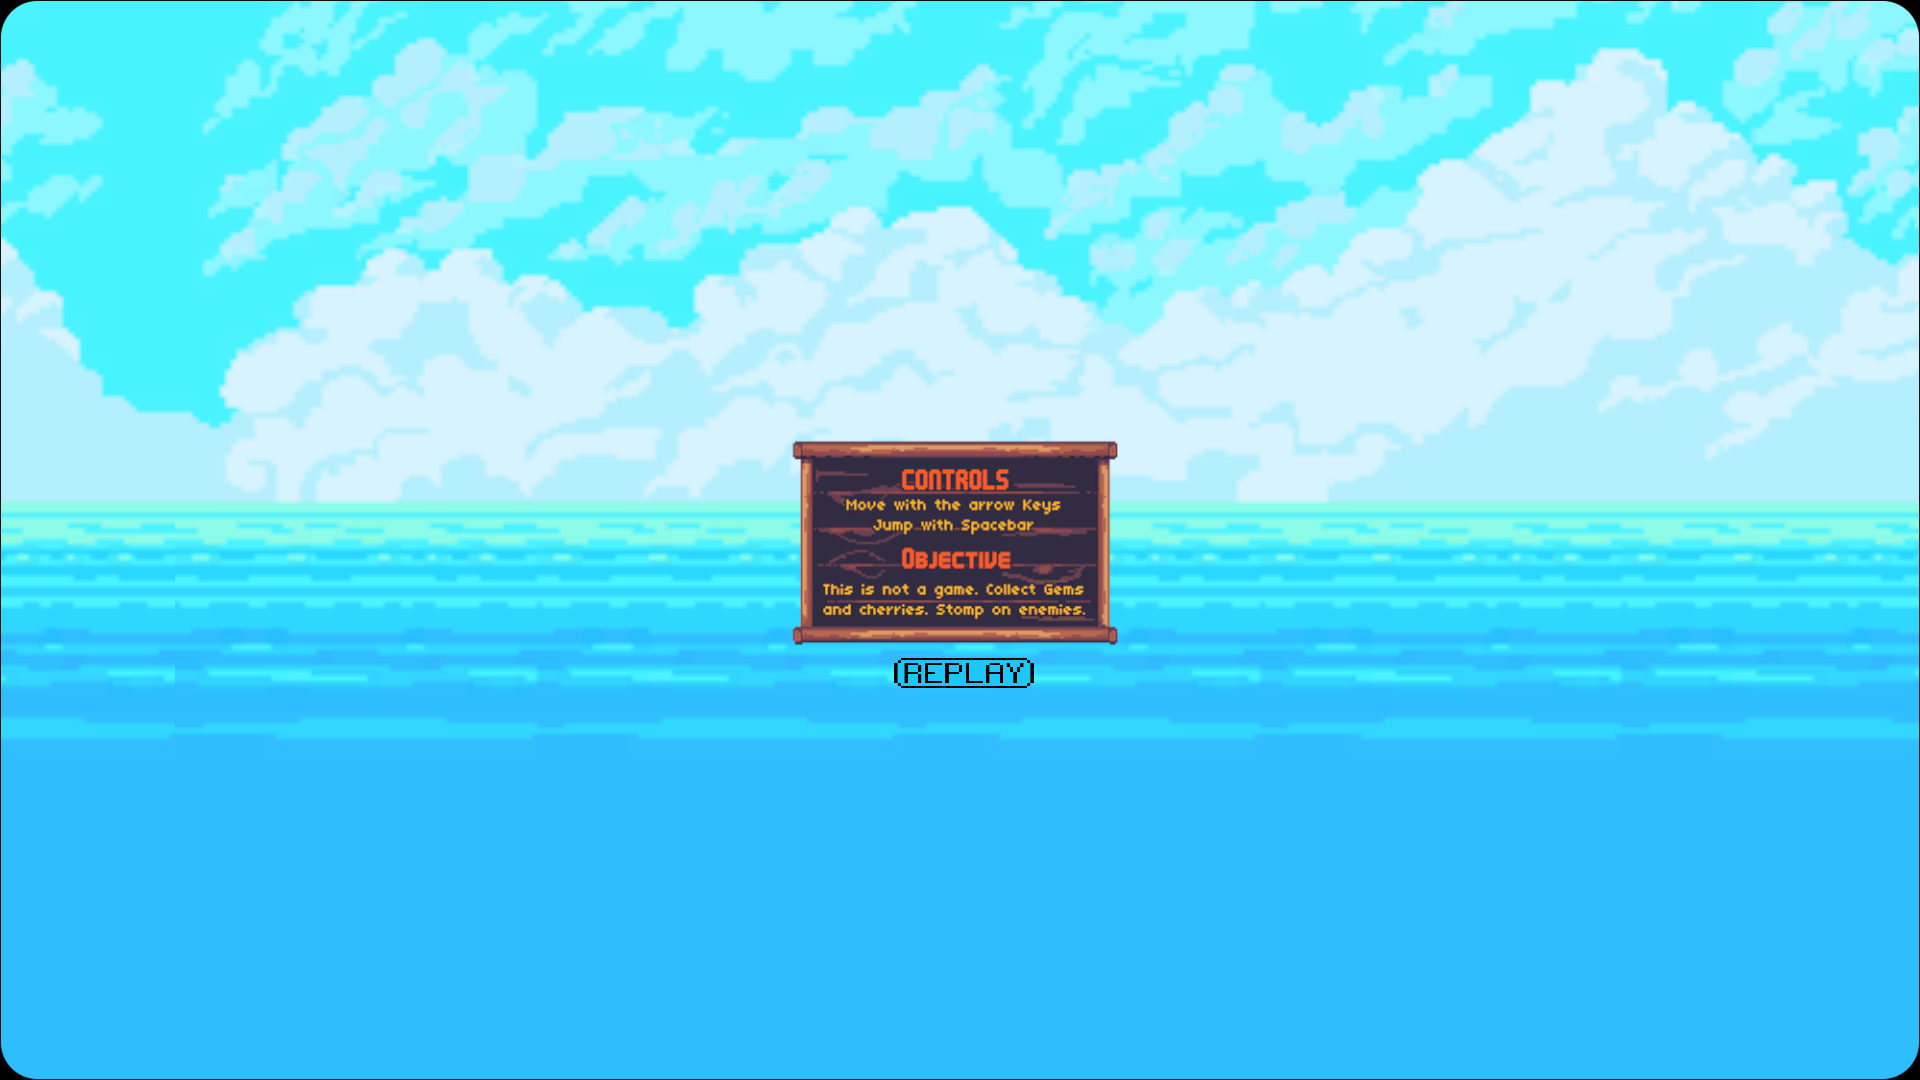 CONTROLS
Move with the arrow Keys
Jump with Spacebar
OBJECTIVE
This is not a game. Collect Gems
and cherries. Stomp on enemies.
REPLAY